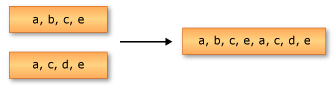 a, b, c, e
a, c, d, e
a, b, c, e, a, c, d, e